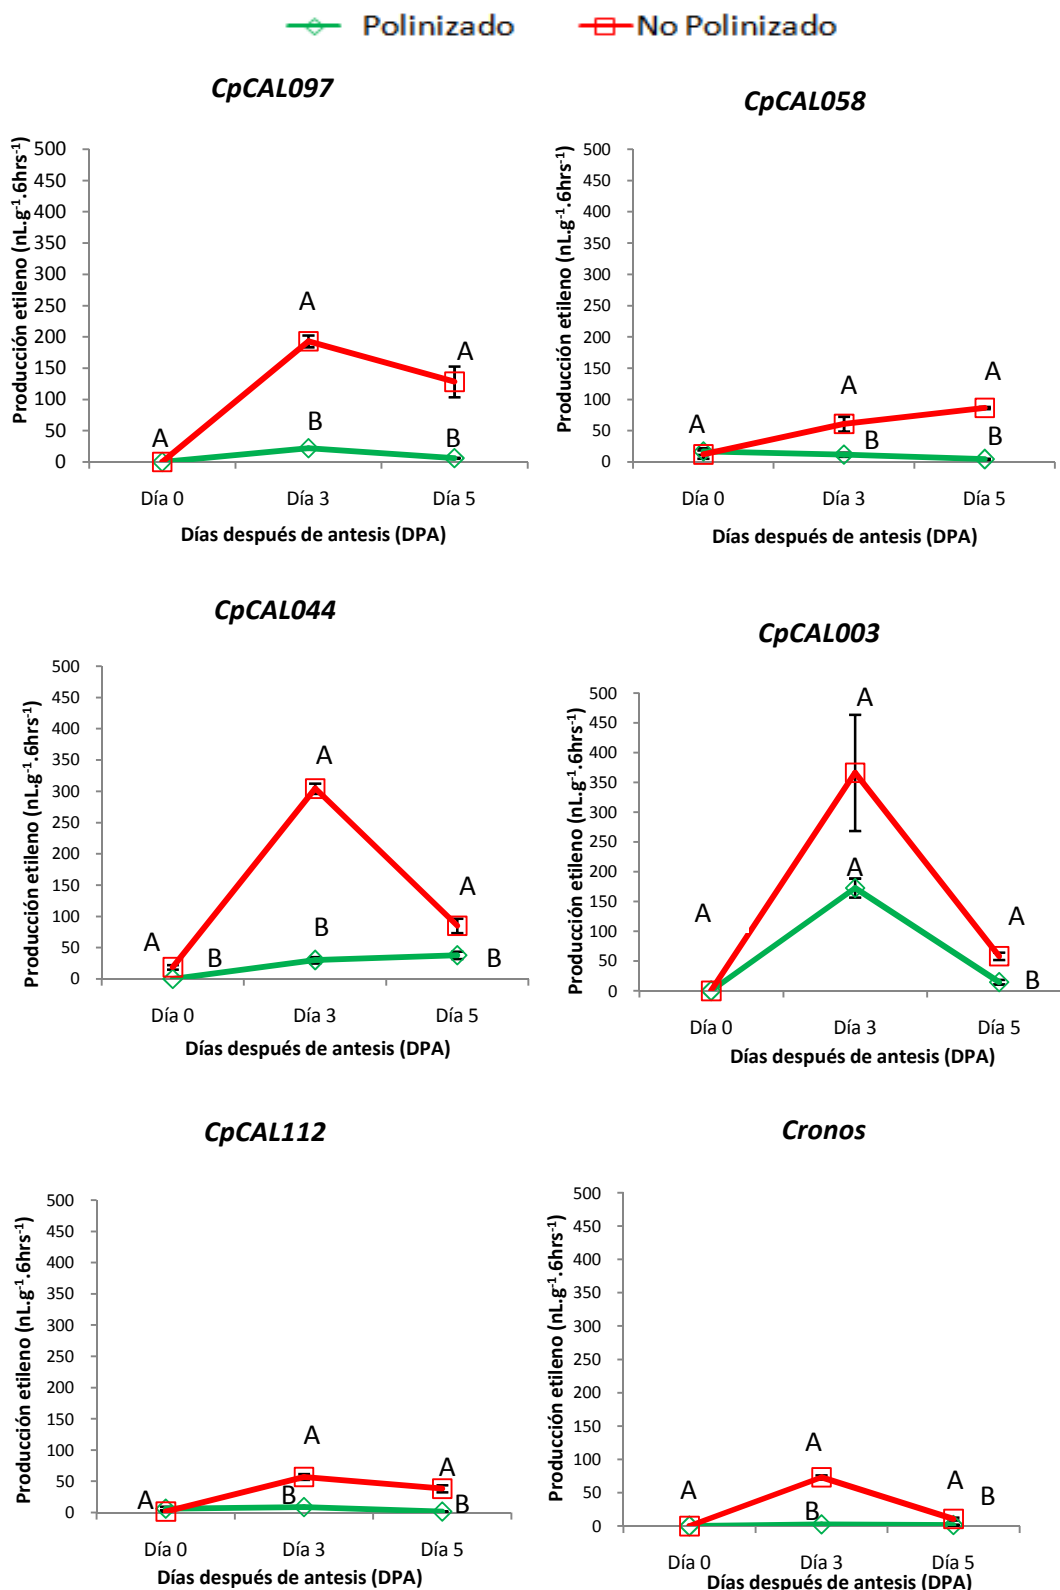 Polinizado No Polinizado
CpCAL097
Producción etileno (nL.g⁻¹.6hrs⁻¹)
500
450
400
350
300
250
200
150
100
50
0
A
A
B
A
B
Día 0 Día 3 Día 5
Días después de antesis (DPA)
CpCAL058
Producción etileno (nL.g⁻¹.6hrs⁻¹)
500
450
400
350
300
250
200
150
100
50
0
A
A
B
A
B
Día 0 Día 3 Día 5
Días después de antesis (DPA)
CpCAL044
Producción etileno (nL.g⁻¹.6hrs⁻¹)
500
450
400
350
300
250
200
150
100
50
0
A
B
A
B
A
B
Día 0 Día 3 Día 5
Días después de antesis (DPA)
CpCAL003
Producción etileno (nL.g⁻¹.6hrs⁻¹)
500
450
400
350
300
250
200
150
100
50
0
A
A
A
A
B
Día 0 Día 3 Día 5
Días después de antesis (DPA)
CpCAL112
Producción etileno (nL.g⁻¹.6hrs⁻¹)
500
450
400
350
300
250
200
150
100
50
0
A
A
B
A
B
Día 0 Día 3 Día 5
Días después de antesis (DPA)
Cronos
Producción etileno (nL.g⁻¹.6hrs⁻¹)
500
450
400
350
300
250
200
150
100
50
0
A
A
B
A
B
Día 0 Día 3 Día 5
Días después de antesis (DPA)